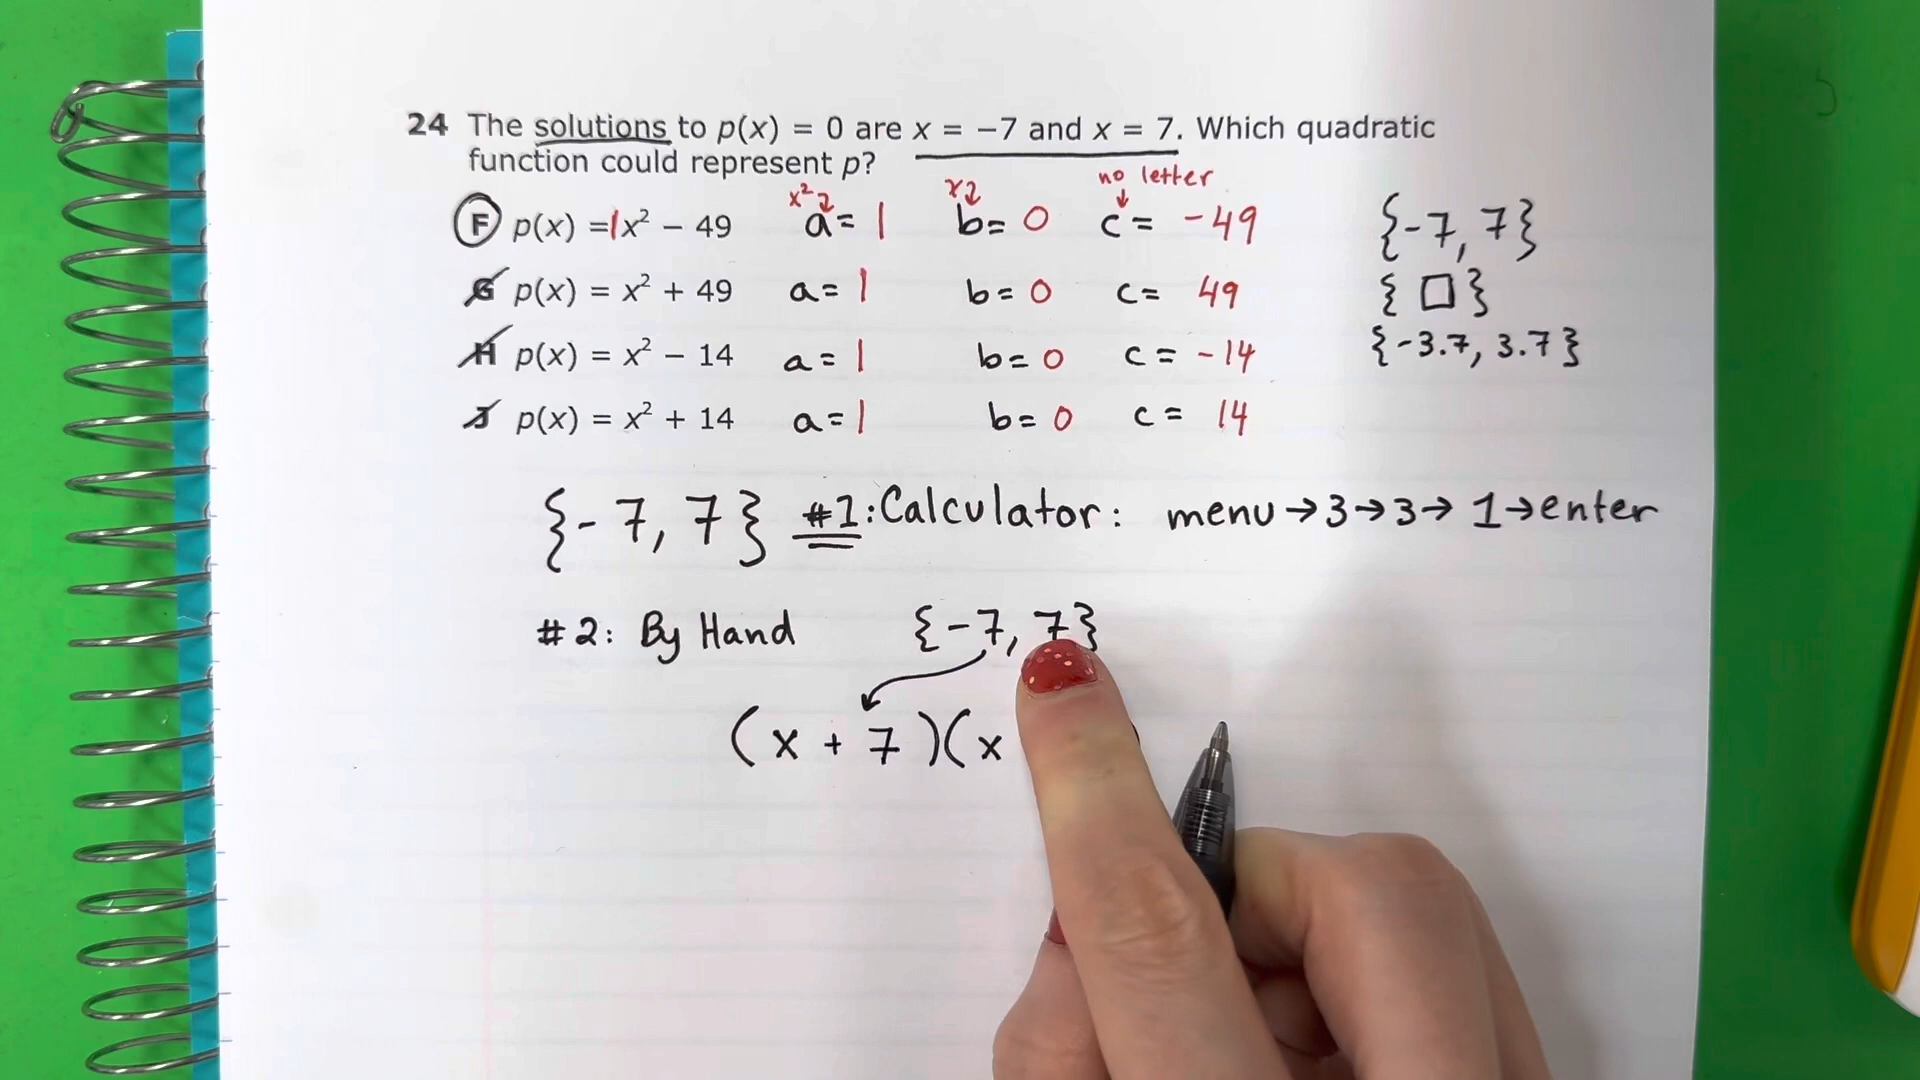 24 The solutions to p(x) = 0 are x = −7 and x = 7. Which quadratic
function could represent p?
x² x no letter
F p(x) = 1x² − 49 a = 1 b = 0 c = -49 {-7, 7}
G p(x) = x² + 49 a = 1 b = 0 c = 49 {□}
H p(x) = x² − 14 a = 1 b = 0 c = -14 {-3.7, 3.7}
J p(x) = x² + 14 a = 1 b = 0 c = 14
{-7, 7} #1: Calculator: menu → 3 → 3 → 1 → enter
#2: By Hand {-7, 7}
(x + 7)(x